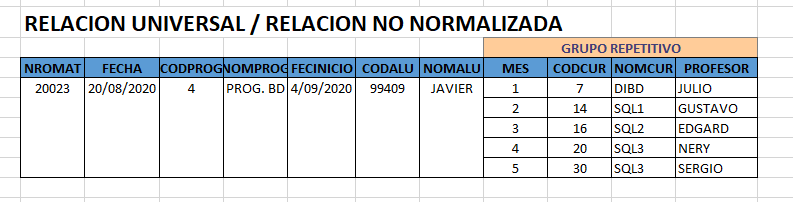 RELACION UNIVERSAL / RELACION NO NORMALIZADA
GRUPO REPETITIVO
NROMAT FECHA CODPROG NOMPROG FECINICIO CODALU NOMALU MES CODCUR NOMCUR PROFESOR
20023 20/08/2020 4 PROG. BD 4/09/2020 99409 JAVIER 1 7 DIBD JULIO
2 14 SQL1 GUSTAVO
3 16 SQL2 EDGARD
4 20 SQL3 NERY
5 30 SQL3 SERGIO